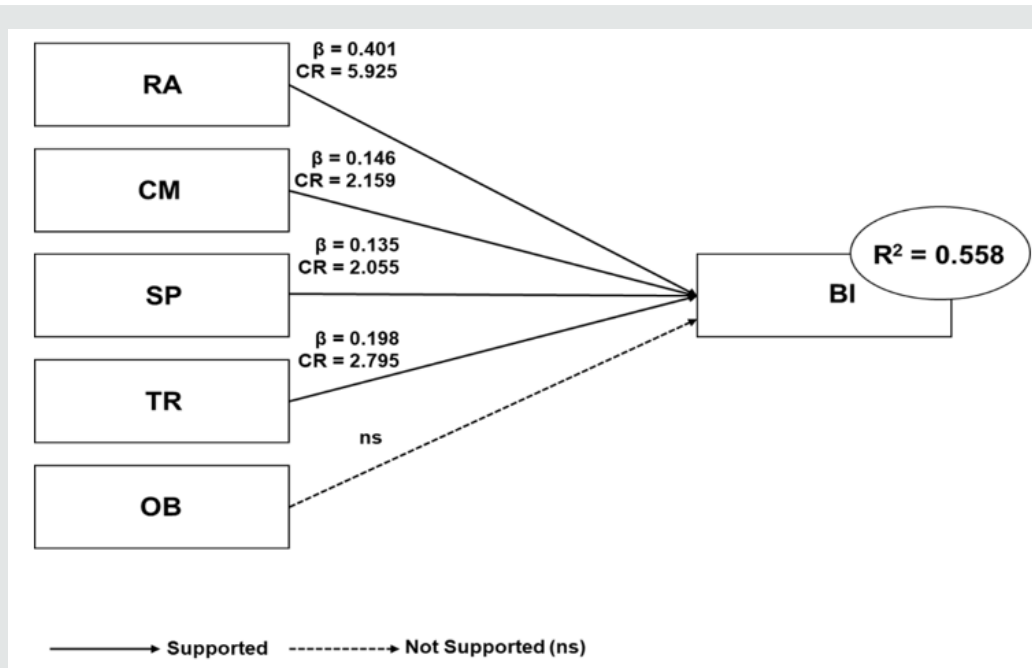 RA
β = 0.401
CR = 5.925
CM
β = 0.146
CR = 2.159
SP
β = 0.135
CR = 2.055
TR
β = 0.198
CR = 2.795
OB
ns
BI
R² = 0.558
Supported
Not Supported (ns)